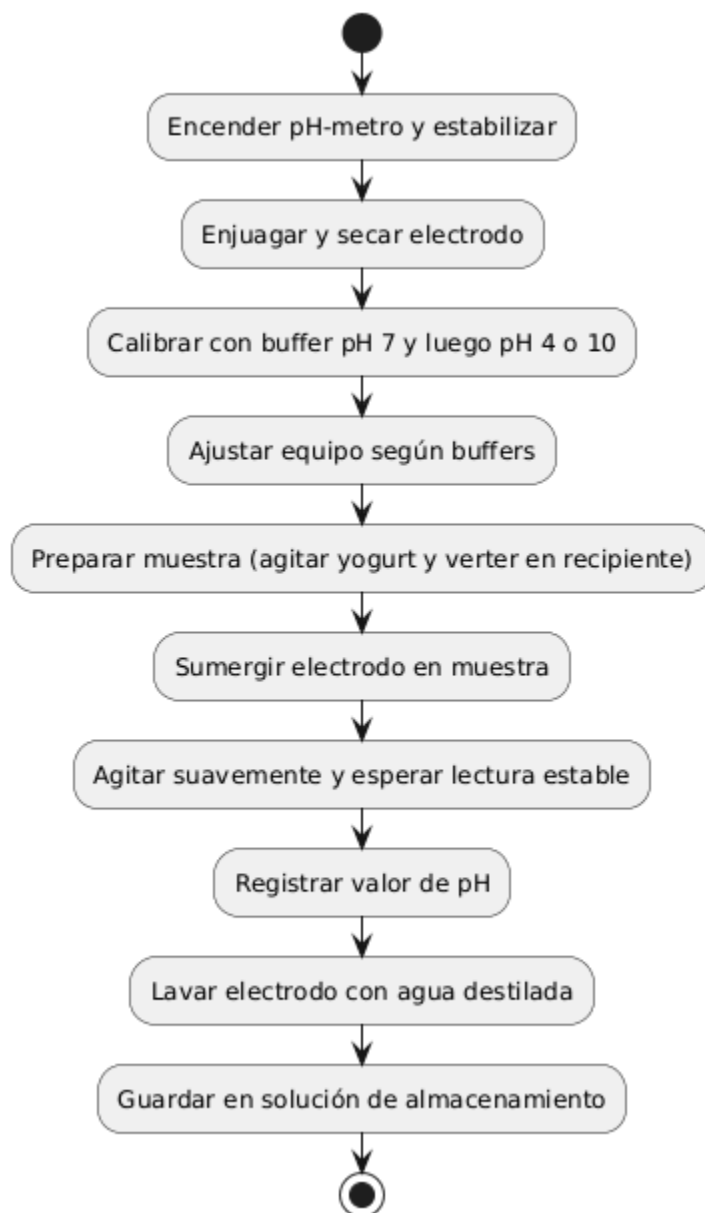 Encender pH-metro y estabilizar
Enjuagar y secar electrodo
Calibrar con buffer pH 7 y luego pH 4 o 10
Ajustar equipo según buffers
Preparar muestra (agitar yogurt y verter en recipiente)
Sumergir electrodo en muestra
Agitar suavemente y esperar lectura estable
Registrar valor de pH
Lavar electrodo con agua destilada
Guardar en solución de almacenamiento